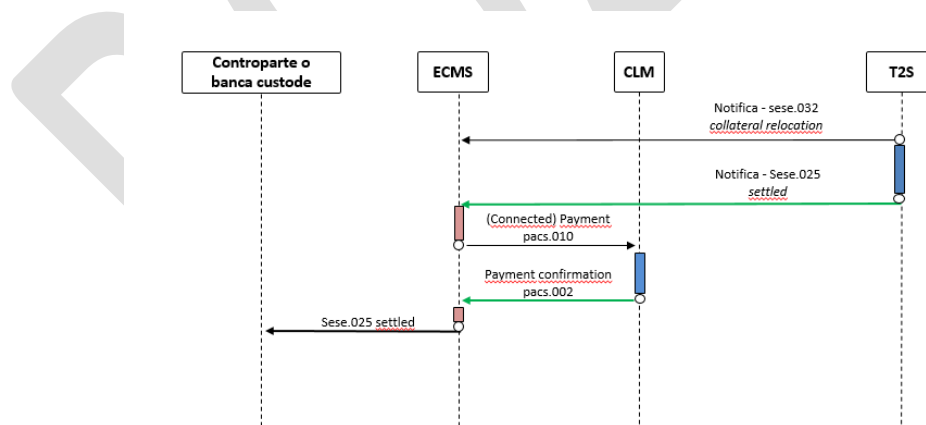 Controparte o
banca custode
ECMS
CLM
T2S
Notifica - sese.032
collateral relocation
Notifica - Sese.025
settled
(Connected) Payment
pacs.010
Payment confirmation
pacs.002
Sese.025 settled